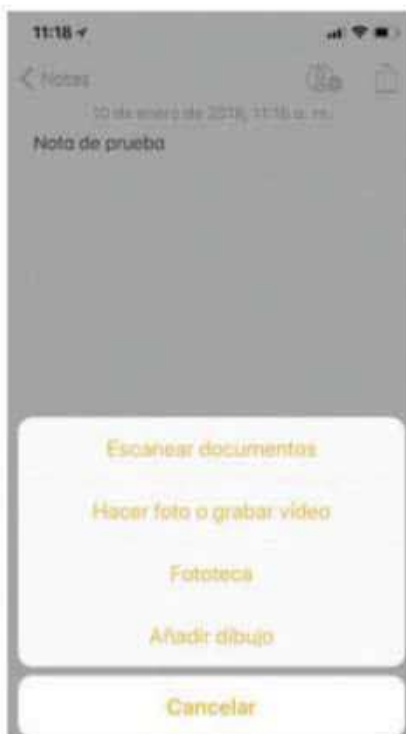 11:18
Notas
10 de enero de 2018, 11:16 a. m.
Nota de prueba
Escanear documentos
Hacer foto o grabar vídeo
Fototeca
Añadir dibujo
Cancelar